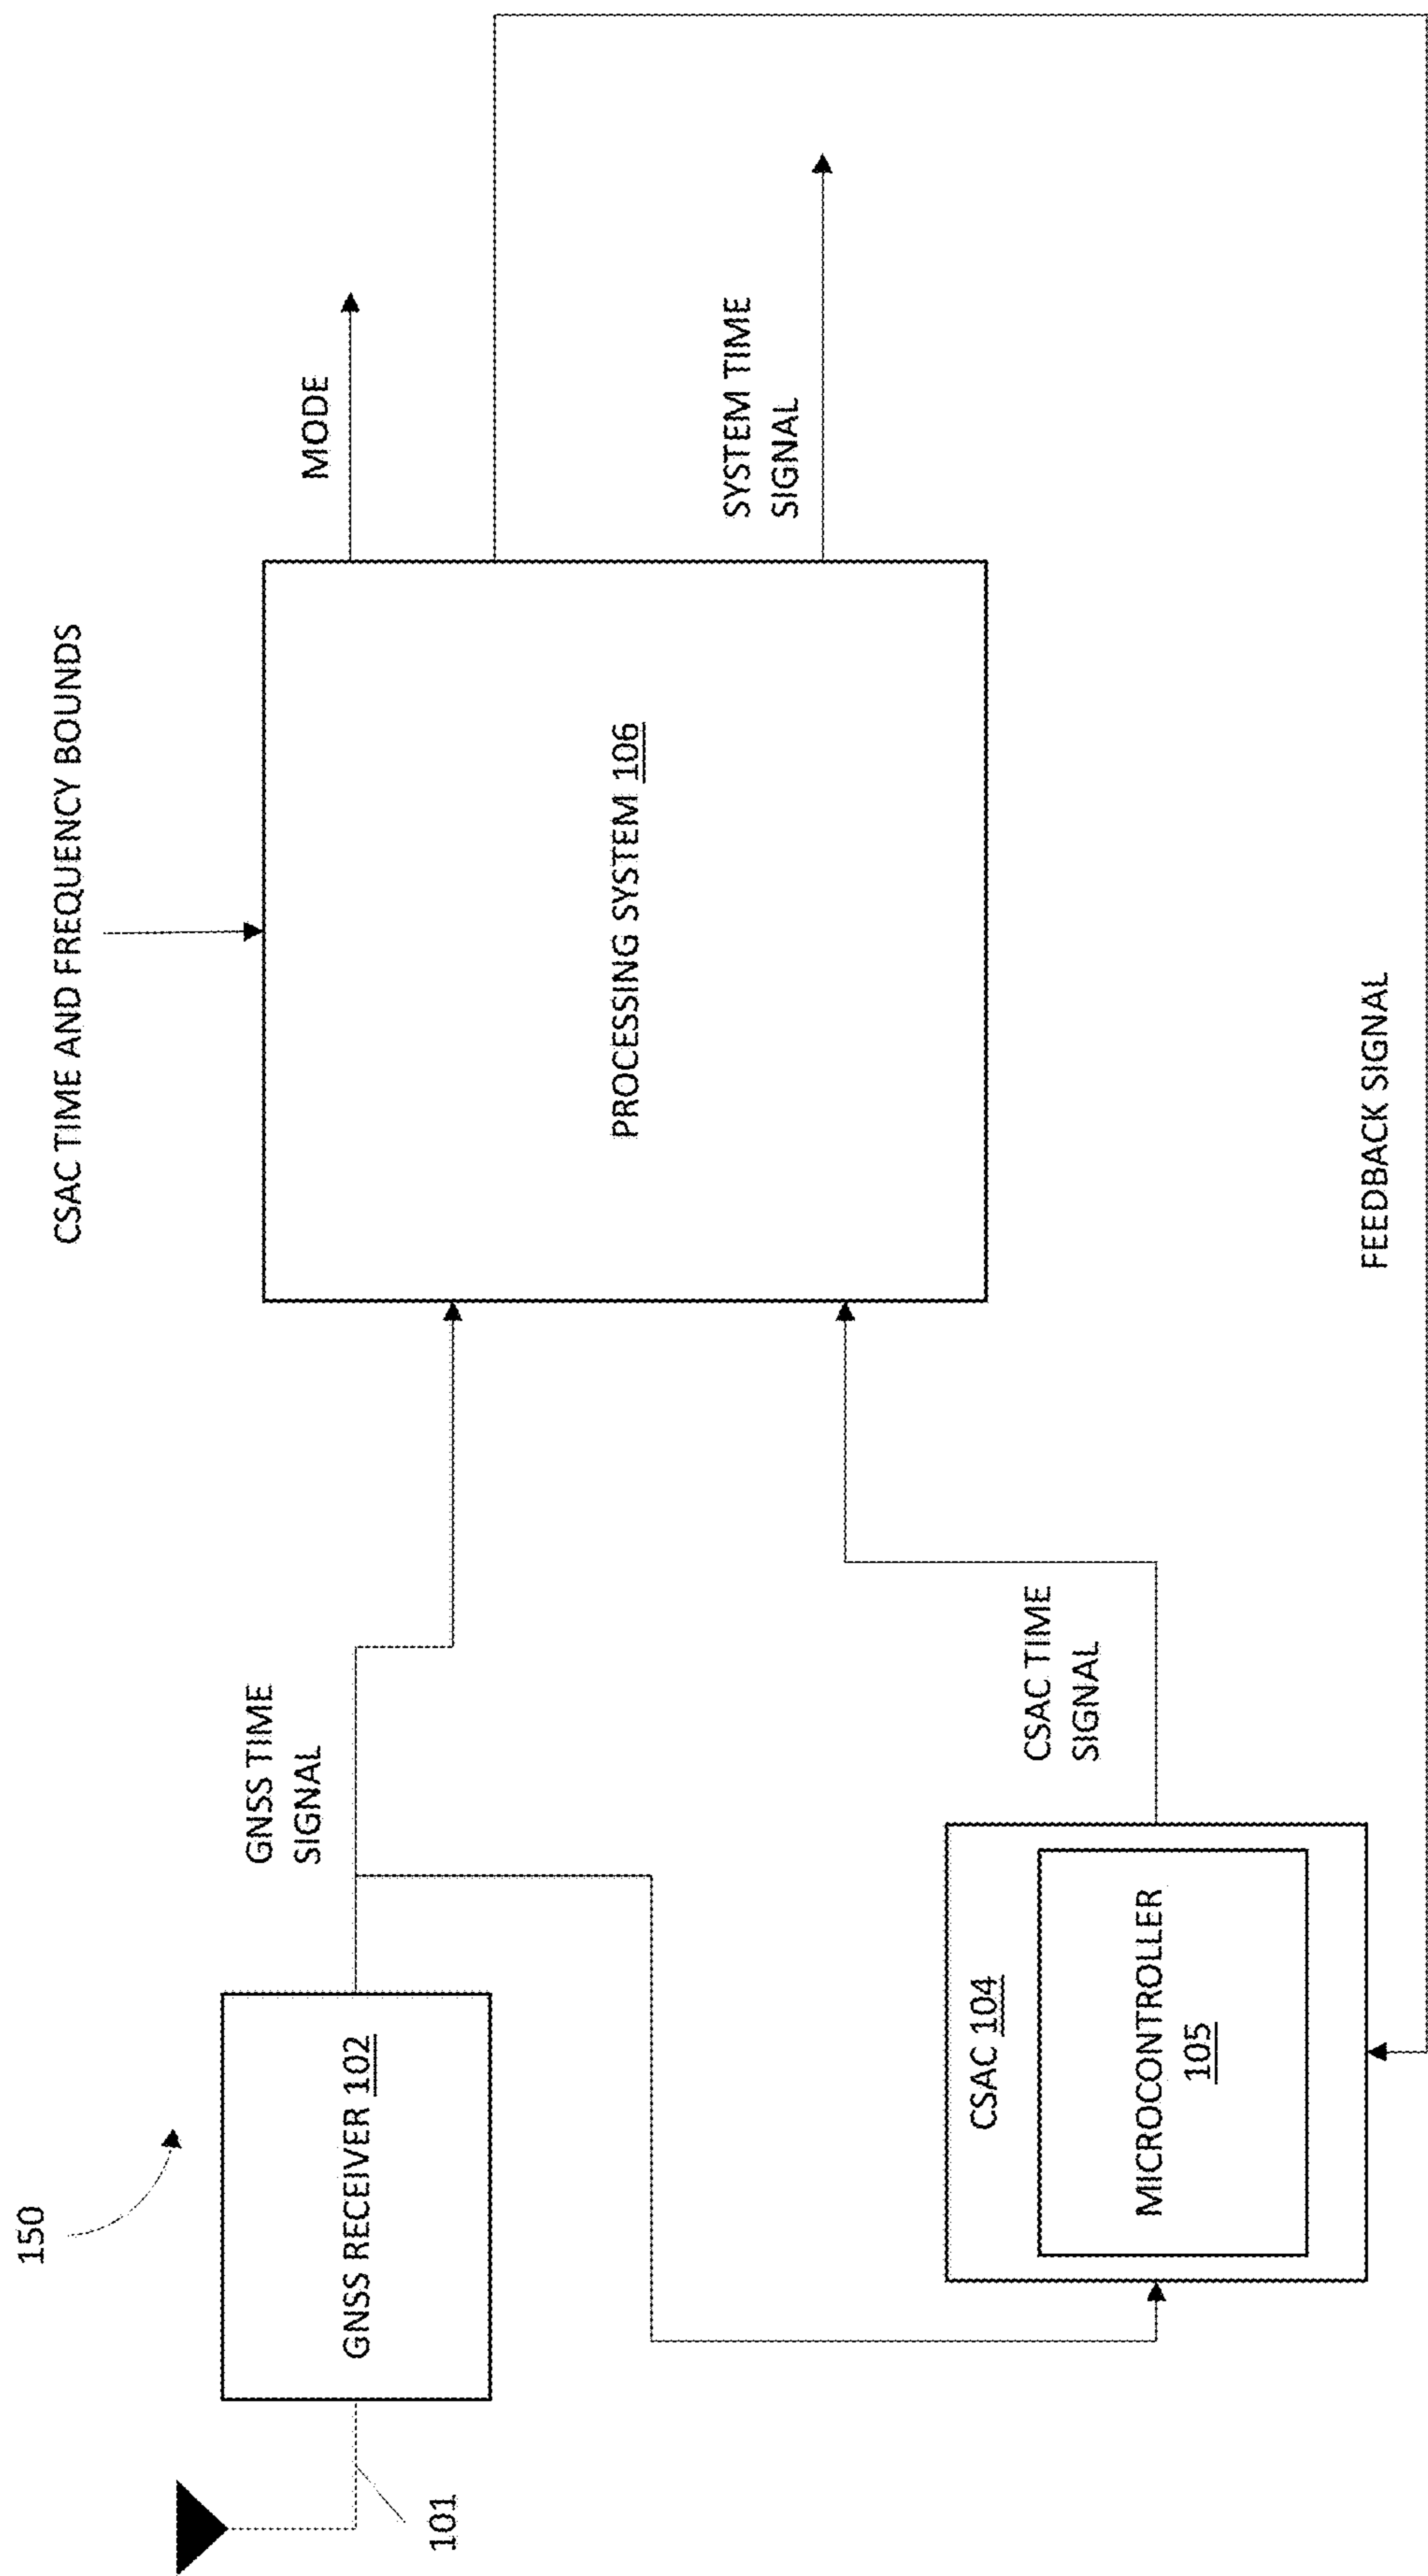 150
101
GNSS RECEIVER 102
GNSS TIME
SIGNAL
CSAC 104
MICROCONTROLLER
105
CSAC TIME
SIGNAL
CSAC TIME AND FREQUENCY BOUNDS
PROCESSING SYSTEM 106
MODE
SYSTEM TIME
SIGNAL
FEEDBACK SIGNAL